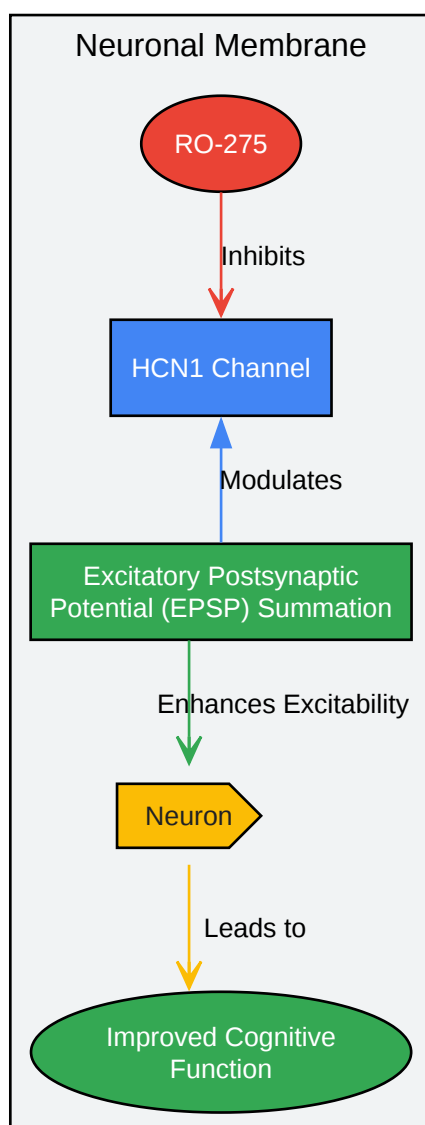 Neuronal Membrane
RO-275
Inhibits
HCN1 Channel
Modulates
Excitatory Postsynaptic
Potential (EPSP) Summation
Enhances Excitability
Neuron
Leads to
Improved Cognitive
Function